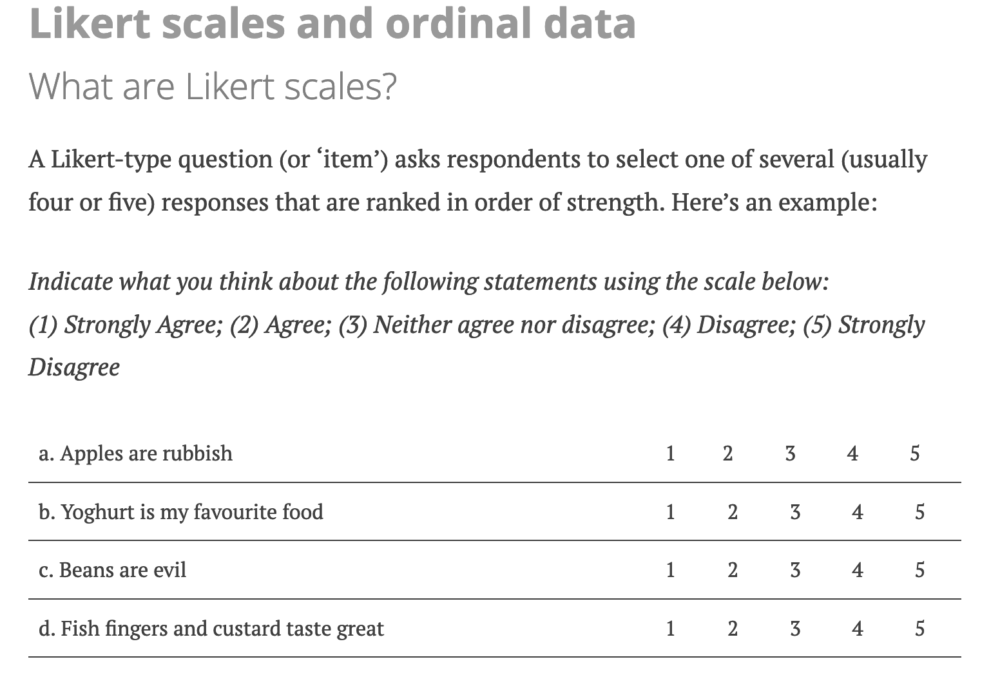 Likert scales and ordinal data
What are Likert scales?
A Likert-type question (or ‘item’) asks respondents to select one of several (usually
four or five) responses that are ranked in order of strength. Here’s an example:
Indicate what you think about the following statements using the scale below:
(1) Strongly Agree; (2) Agree; (3) Neither agree nor disagree; (4) Disagree; (5) Strongly
Disagree
a. Apples are rubbish 1 2 3 4 5
b. Yoghurt is my favourite food 1 2 3 4 5
c. Beans are evil 1 2 3 4 5
d. Fish fingers and custard taste great 1 2 3 4 5